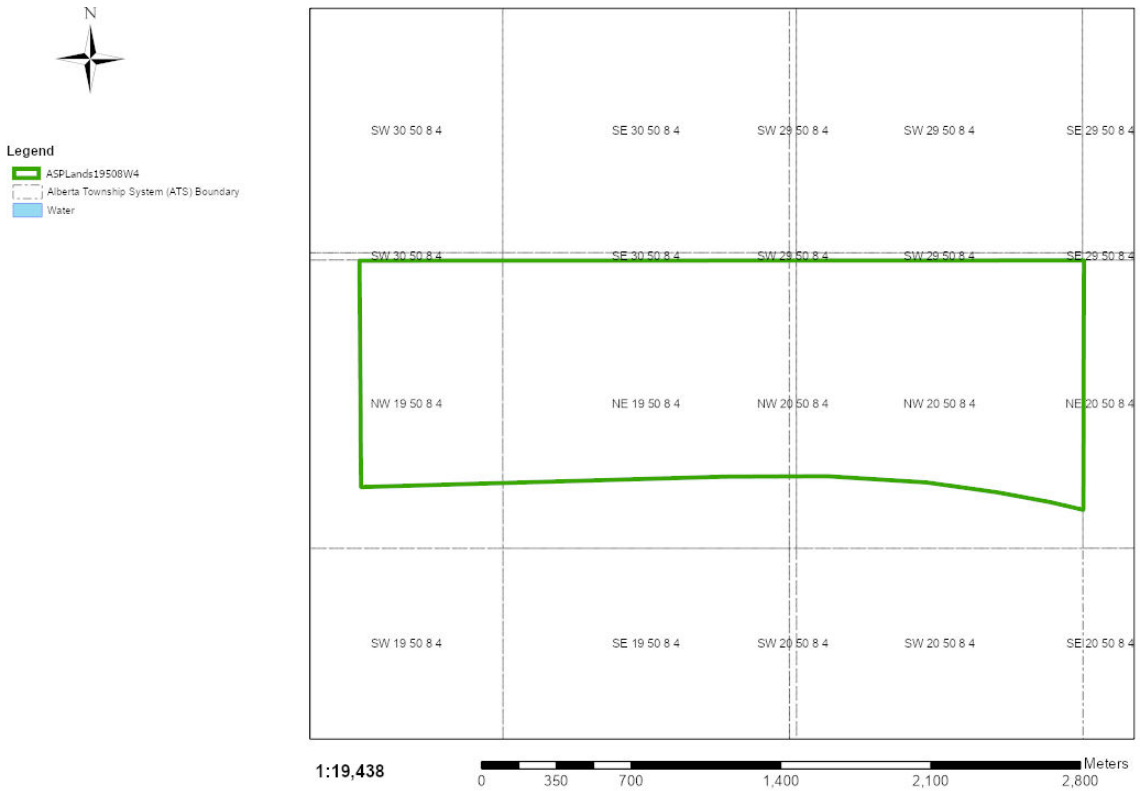 N
Legend
ASPLands19508W4
Alberta Township System (ATS) Boundary
Water
SW 30 50 8 4 SE 30 50 8 4 SW 29 50 8 4 SW 29 50 8 4 SE 29 50 8 4
SW 30 50 8 4 SE 30 50 8 4 SW 29 50 8 4 SW 29 50 8 4 SE 29 50 8 4
NW 19 50 8 4 NE 19 50 8 4 NW 20 50 8 4 NW 20 50 8 4 NE 20 50 8 4
SW 19 50 8 4 SE 19 50 8 4 SW 20 50 8 4 SW 20 50 8 4 SE 20 50 8 4
1:19,438
Meters
0 350 700 1,400 2,100 2,800